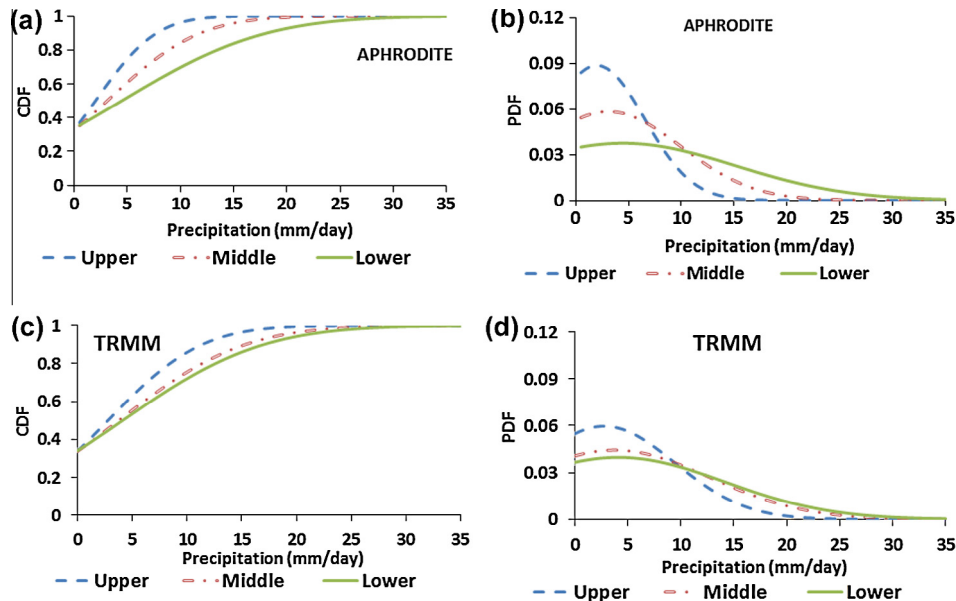 (a)
1
0.8
0.6
0.4
0.2
0
CDF
APHRODITE
0 5 10 15 20 25 30 35
Precipitation (mm/day)
Upper Middle Lower
(b)
APHRODITE
0.12
0.09
0.06
0.03
0
PDF
0 5 10 15 20 25 30 35
Precipitation (mm/day)
Upper Middle Lower
(c)
TRMM
1
0.8
0.6
0.4
0.2
0
CDF
0 5 10 15 20 25 30 35
Precipitation (mm/day)
Upper Middle Lower
(d)
TRMM
0.12
0.09
0.06
0.03
0
PDF
0 5 10 15 20 25 30 35
Precipitation (mm/day)
Upper Middle Lower